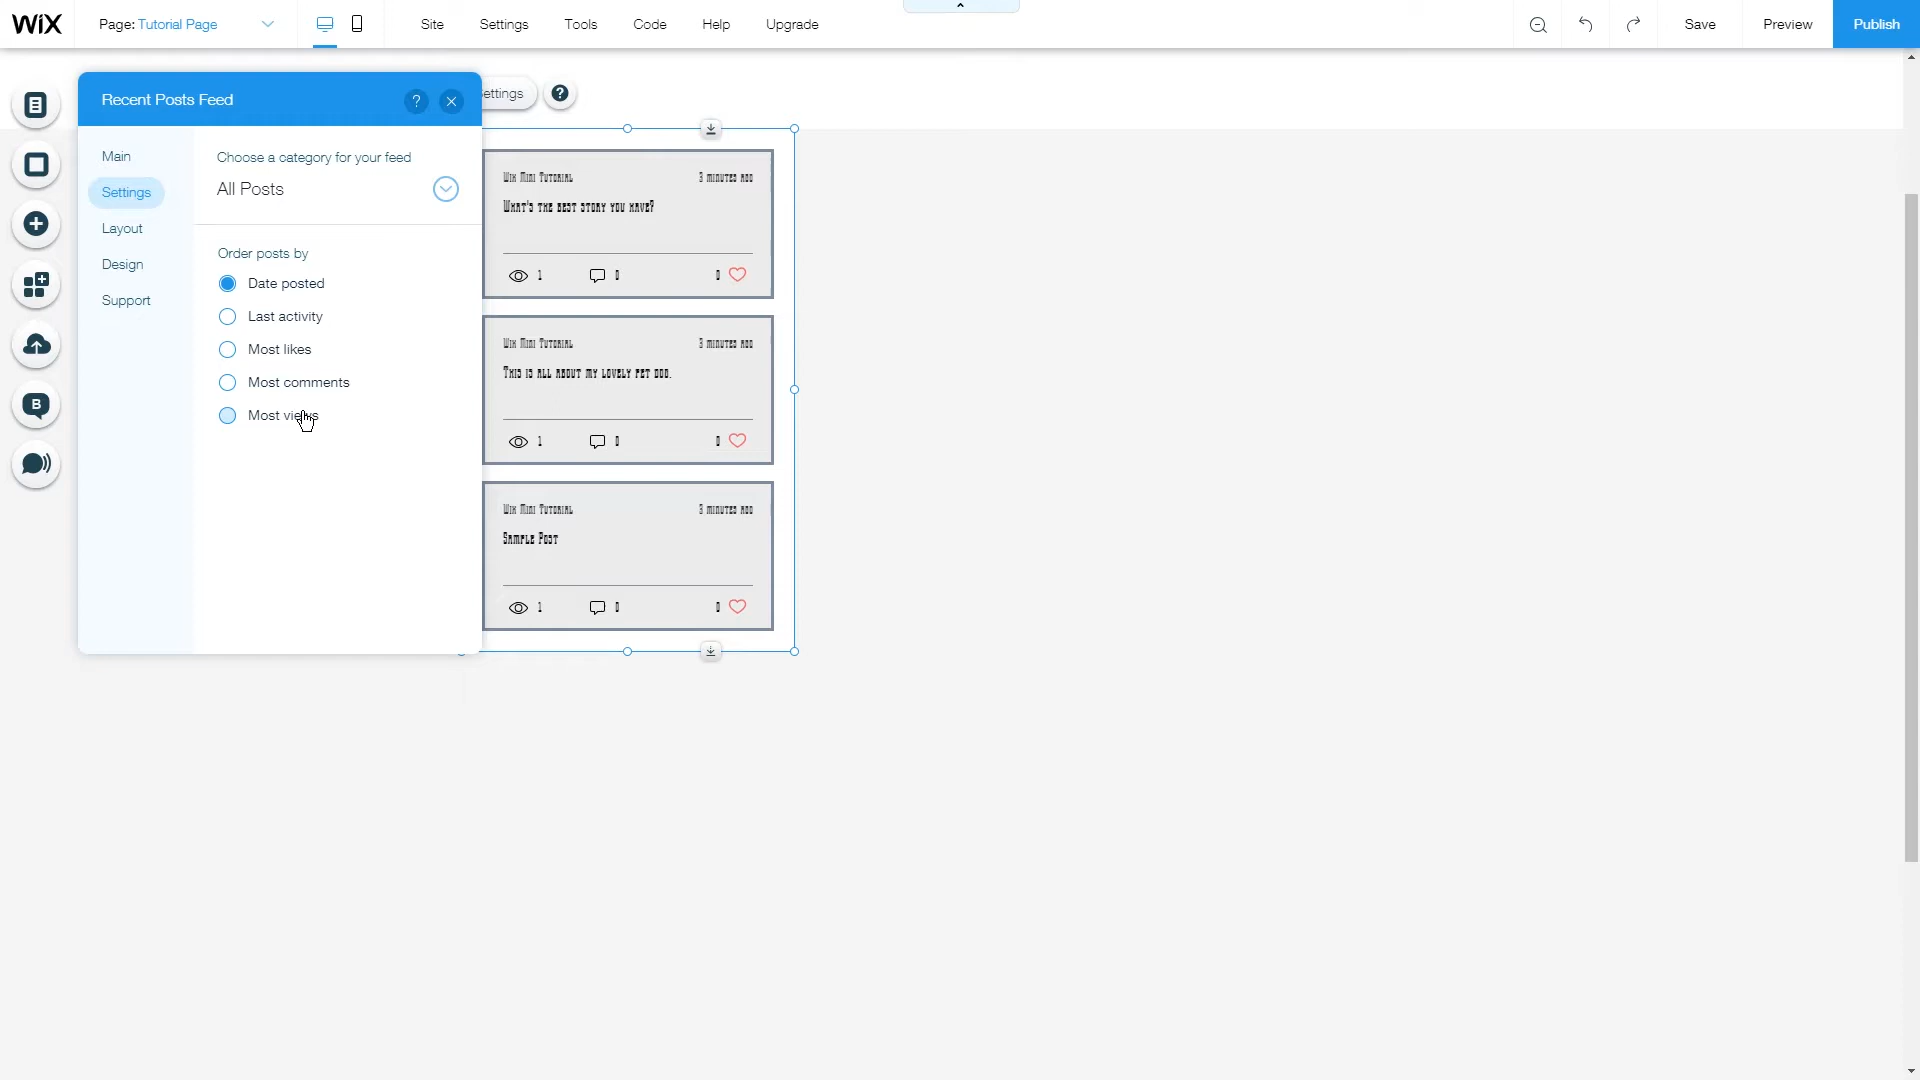 WiX
Page: Tutorial Page
Site
Settings
Tools
Code
Help
Upgrade
Save
Preview
Publish
Recent Posts Feed
?
ettings
?
Main
Settings
Layout
Design
Support
Choose a category for your feed
All Posts
Order posts by
Date posted
Last activity
Most likes
Most comments
Most views
Wix Mini Tutorial
3 minutes ago
What's the best story you have?
1
0
0
Wix Mini Tutorial
3 minutes ago
This is all about my lovely pet dog.
1
0
0
Wix Mini Tutorial
3 minutes ago
Sample Post
1
0
0
B